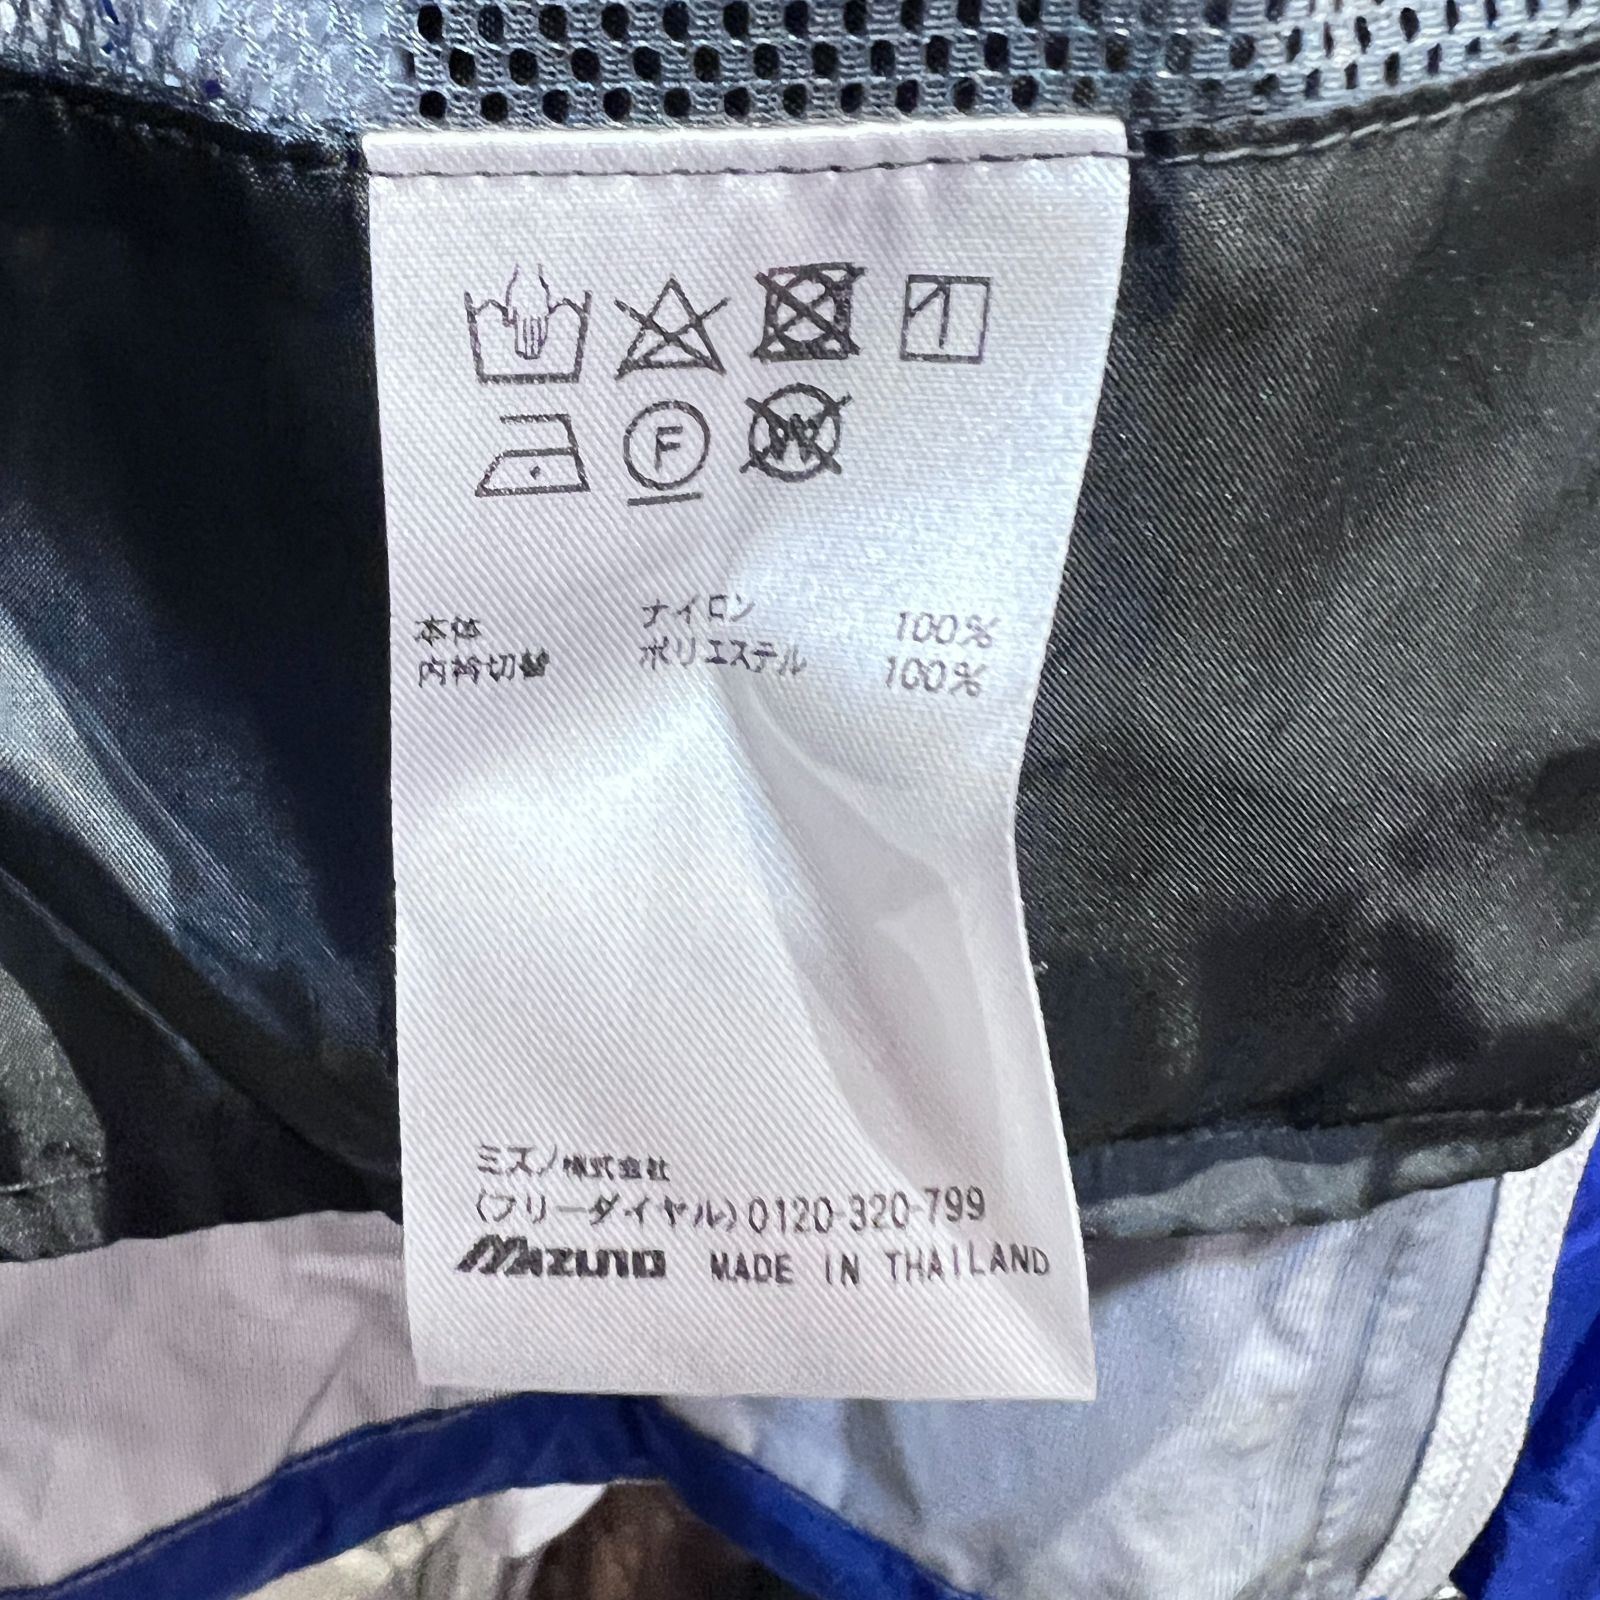 F
W
本体 ナイロン 100%
内衿切替 ポリエステル 100%
ミズノ株式会社
(フリーダイヤル)0120-320-799
MIZUNO MADE IN THAILAND